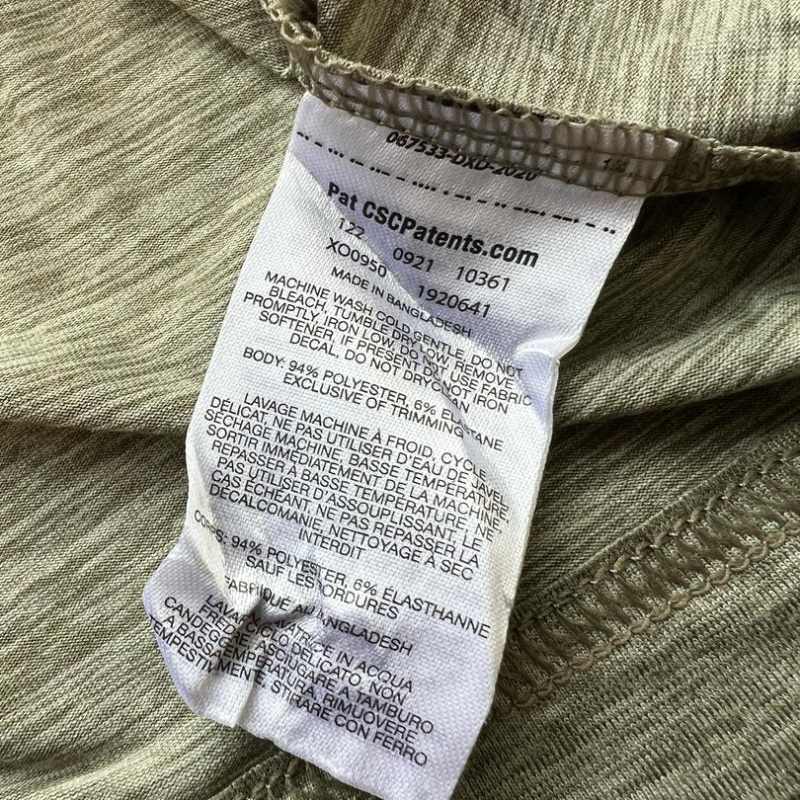 067533-DXD-2020
Pat CSCPatents.com
122 0921 10361
XO0950 1920641
MADE IN BANGLADESH
MACHINE WASH COLD GENTLE, DO NOT
BLEACH, TUMBLE DRY LOW, REMOVE
PROMPTLY, IRON LOW, DO NOT USE FABRIC
SOFTENER, IF PRESENT DO NOT IRON
DECAL, DO NOT DRYCLEAN
BODY: 94% POLYESTER, 6% ELASTANE
EXCLUSIVE OF TRIMMING
LAVAGE MACHINE À FROID, CYCLE
DÉLICAT, NE PAS UTILISER D'EAU DE JAVEL,
SÉCHAGE MACHINE, BASSE TEMPÉRATURE,
SORTIR IMMÉDIATEMENT DE LA MACHINE,
REPASSER À BASSE TEMPÉRATURE, NE
PAS UTILISER D'ASSOUPLISSANT, LE
CAS ÉCHÉANT, NE PAS REPASSER LA
DÉCALCOMANIE, NETTOYAGE À SEC
INTERDIT
CORPS: 94% POLYESTER, 6% ÉLASTHANNE
SAUF LES BORDURES
FABRIQUÉ AU BANGLADESH
LAVARE IN LAVATRICE IN ACQUA
FREDDA, CICLO DELICATO, NON
CANDEGGIARE, ASCIUGARE A TAMBURO
A BASSA TEMPERATURA, RIMUOVERE
TEMPESTIVAMENTE, STIRARE CON FERRO